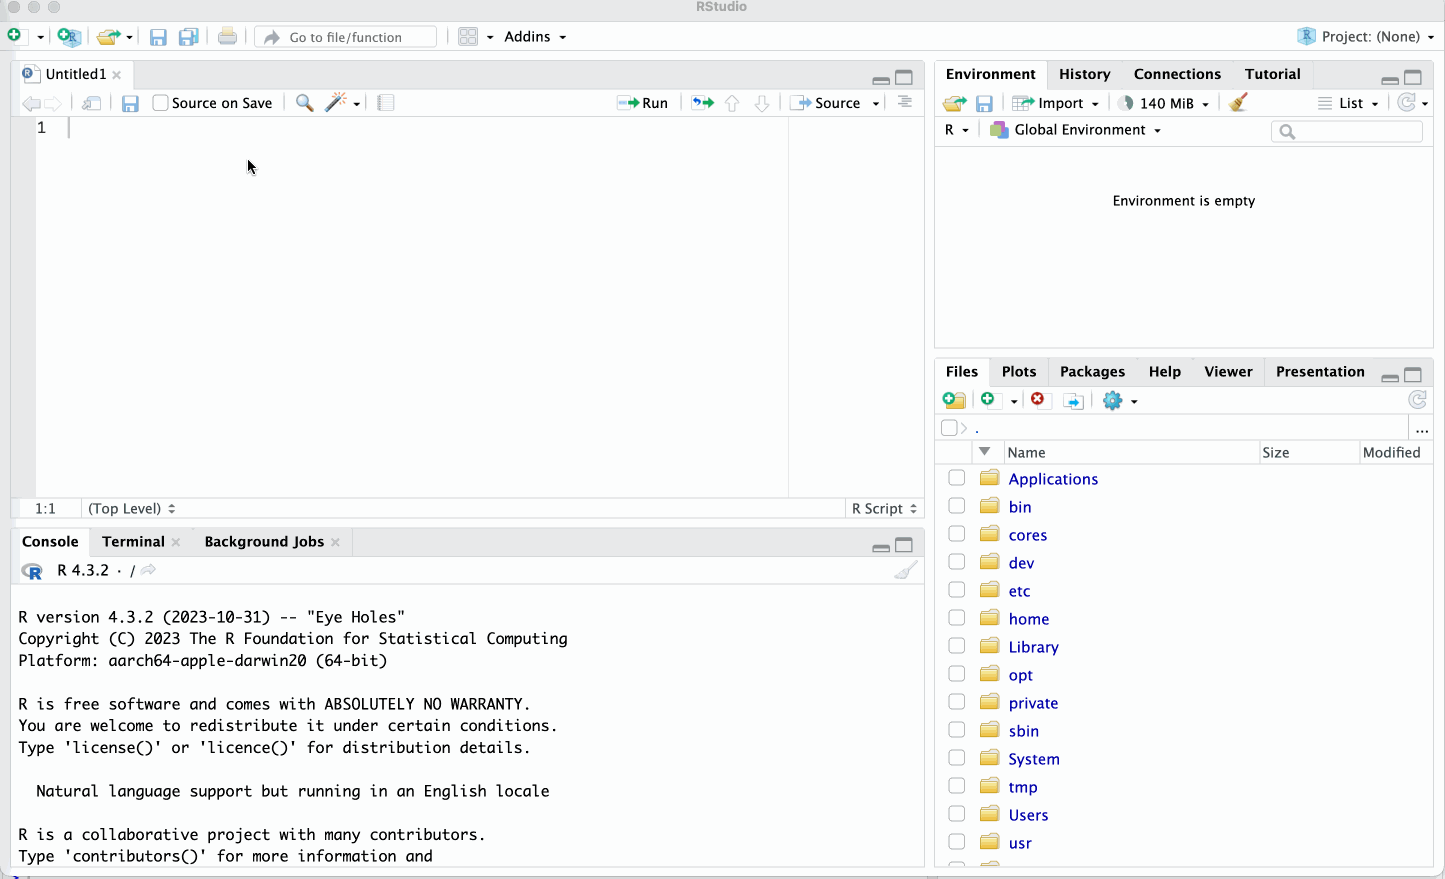 RStudio
Go to file/function
Addins
Project: (None)
Untitled1
Source on Save
Run
Source
1
1:1
(Top Level)
R Script
Console
Terminal
Background Jobs
R 4.3.2 · /
R version 4.3.2 (2023-10-31) -- "Eye Holes"
Copyright (C) 2023 The R Foundation for Statistical Computing
Platform: aarch64-apple-darwin20 (64-bit)
R is free software and comes with ABSOLUTELY NO WARRANTY.
You are welcome to redistribute it under certain conditions.
Type 'license()' or 'licence()' for distribution details.
Natural language support but running in an English locale
R is a collaborative project with many contributors.
Type 'contributors()' for more information and
Environment
History
Connections
Tutorial
Import
140 MiB
List
R
Global Environment
Environment is empty
Files
Plots
Packages
Help
Viewer
Presentation
.
...
Name
Size
Modified
Applications
bin
cores
dev
etc
home
Library
opt
private
sbin
System
tmp
Users
usr